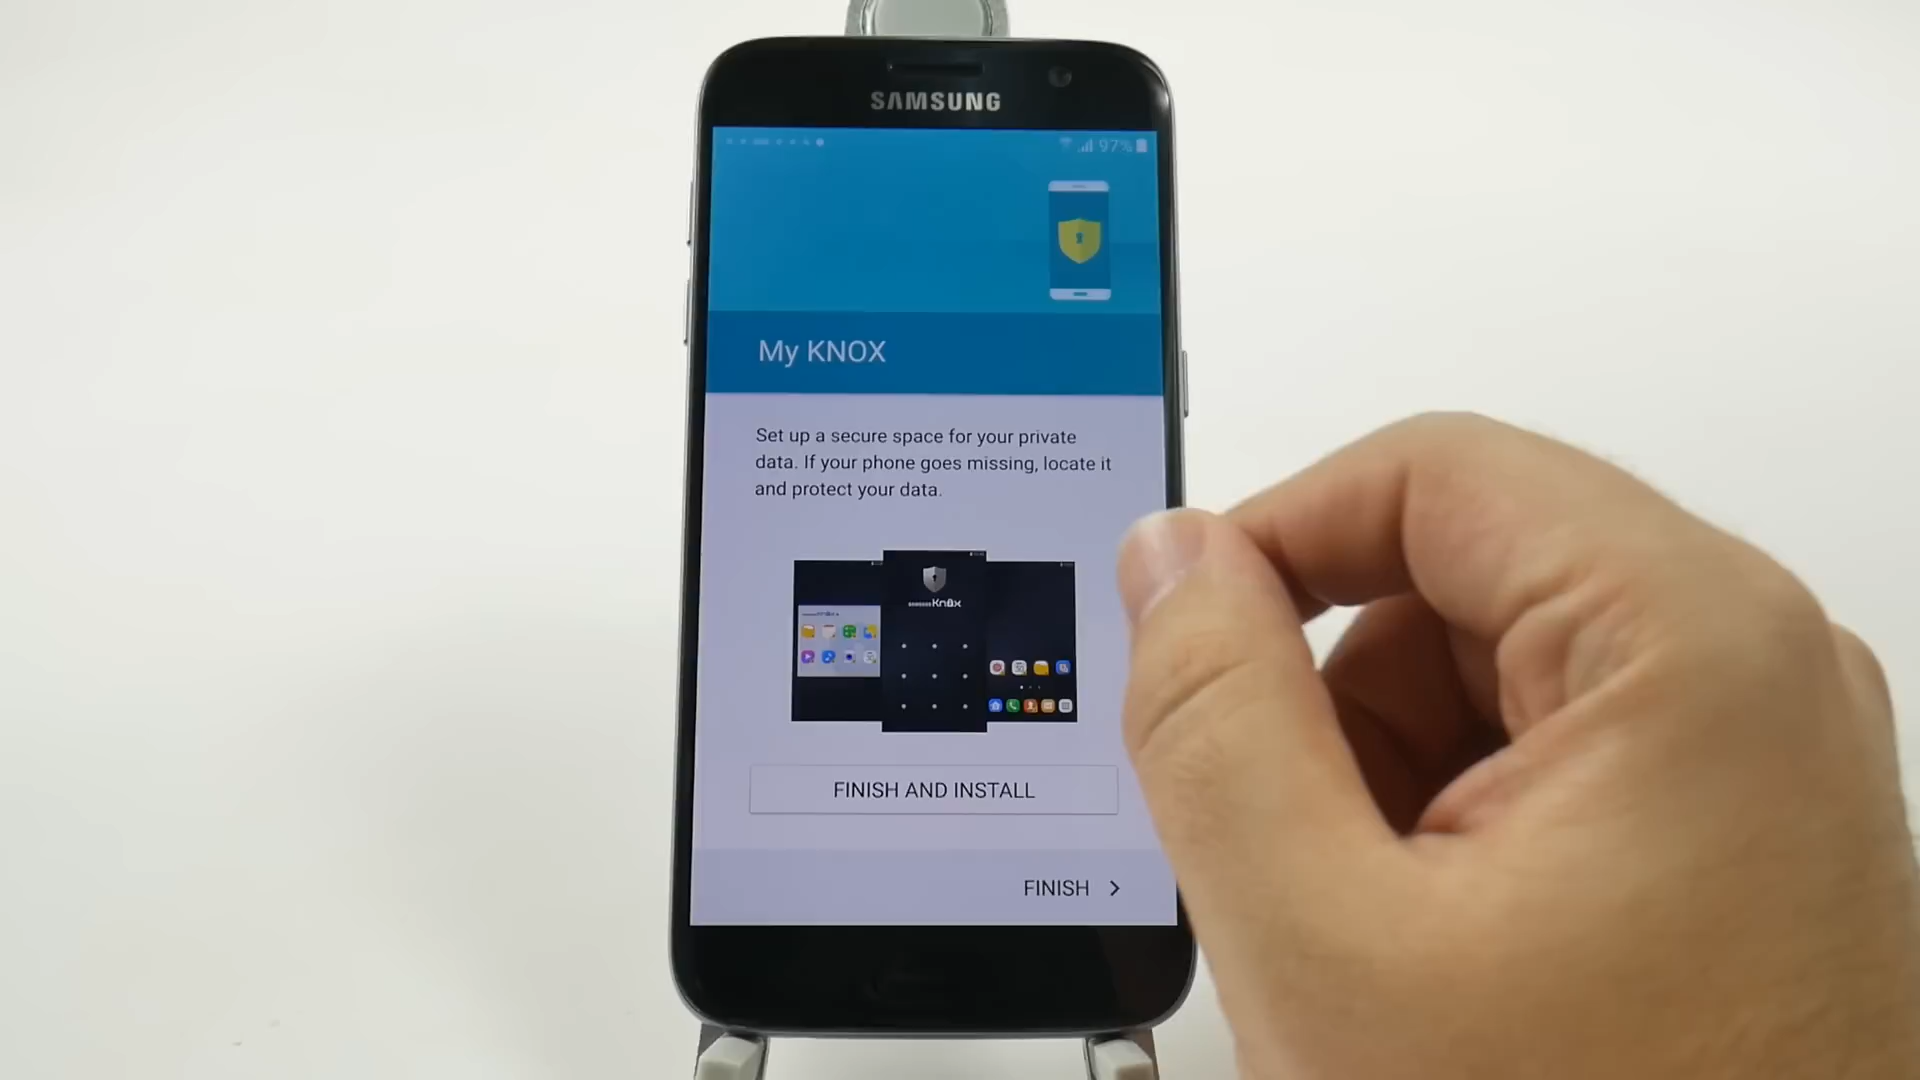 SAMSUNG
97%
My KNOX
Set up a secure space for your private
data. If your phone goes missing, locate it
and protect your data.
Knox
FINISH AND INSTALL
FINISH